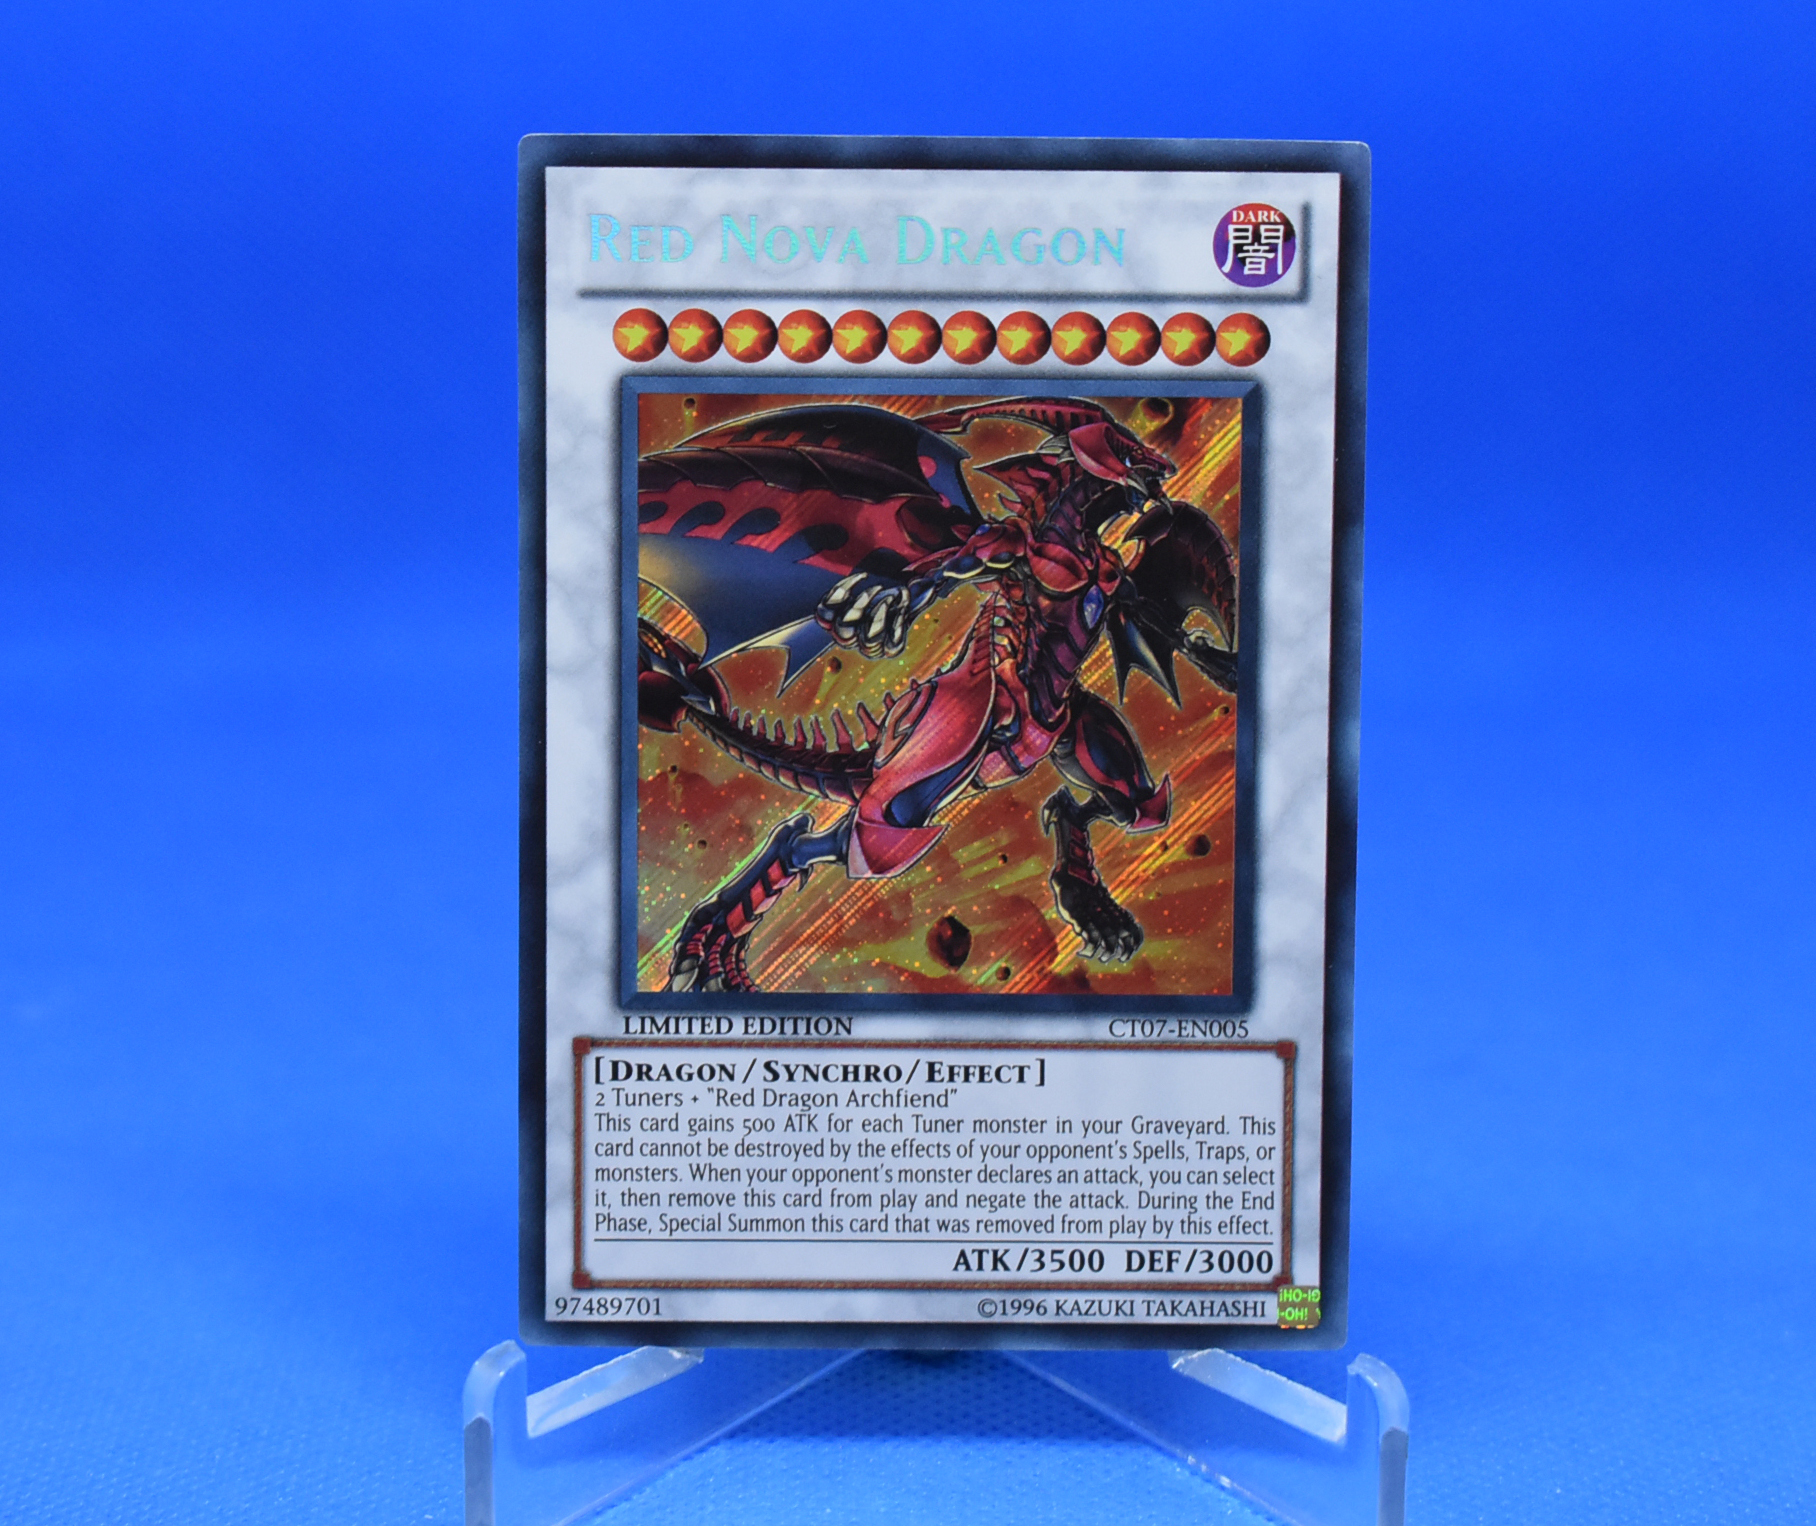 RED NOVA DRAGON
DARK
闇
LIMITED EDITION
CT07-EN005
[DRAGON/SYNCHRO/EFFECT]
2 Tuners + "Red Dragon Archfiend"
This card gains 500 ATK for each Tuner monster in your Graveyard. This
card cannot be destroyed by the effects of your opponent's Spells, Traps, or
monsters. When your opponent's monster declares an attack, you can select
it, then remove this card from play and negate the attack. During the End
Phase, Special Summon this card that was removed from play by this effect.
ATK/3500 DEF/3000
97489701
©1996 KAZUKI TAKAHASHI